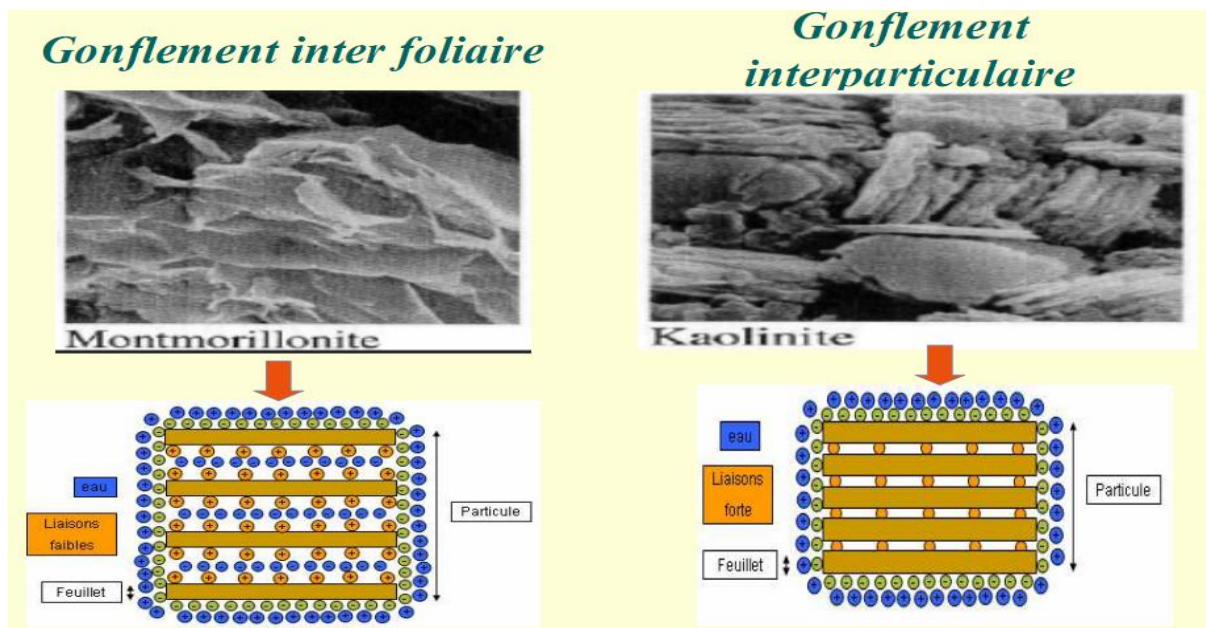 Gonflement inter foliaire
Montmorillonite
eau
Liaisons
faibles
Feuillet
Particule
Gonflement
interparticulaire
Kaolinite
eau
Liaisons
forte
Feuillet
Particule